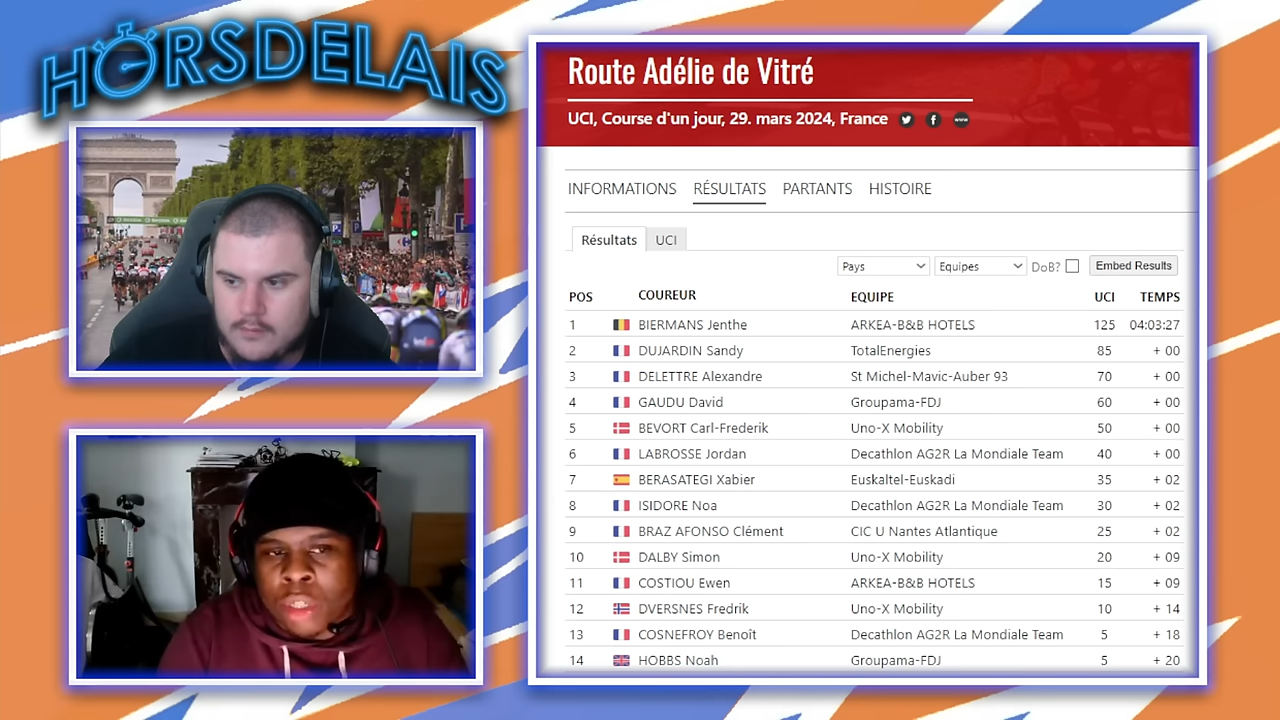 HORSDELAIS
Route Adélie de Vitré
UCI, Course d'un jour, 29. mars 2024, France
INFORMATIONS RÉSULTATS PARTANTS HISTOIRE
Résultats UCI
Pays Equipes DoB? Embed Results
POS COUREUR EQUIPE UCI TEMPS
1 BIERMANS Jenthe ARKEA-B&B HOTELS 125 04:03:27
2 DUJARDIN Sandy TotalEnergies 85 + 00
3 DELETTRE Alexandre St Michel-Mavic-Auber 93 70 + 00
4 GAUDU David Groupama-FDJ 60 + 00
5 BEVORT Carl-Frederik Uno-X Mobility 50 + 00
6 LABROSSE Jordan Decathlon AG2R La Mondiale Team 40 + 00
7 BERASATEGI Xabier Euskaltel-Euskadi 35 + 02
8 ISIDORE Noa Decathlon AG2R La Mondiale Team 30 + 02
9 BRAZ AFONSO Clément CIC U Nantes Atlantique 25 + 02
10 DALBY Simon Uno-X Mobility 20 + 09
11 COSTIOU Ewen ARKEA-B&B HOTELS 15 + 09
12 DVERSNES Fredrik Uno-X Mobility 10 + 14
13 COSNEFROY Benoît Decathlon AG2R La Mondiale Team 5 + 18
14 HOBBS Noah Groupama-FDJ 5 + 20